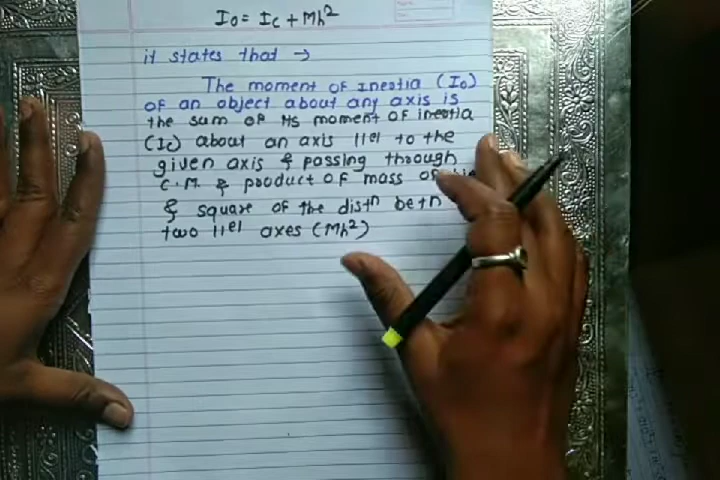 Io = Ic + Mh²
it states that →
The moment of Inertia (Io)
of an object about any axis is
the sum of its moment of inertia
(Ic) about an axis ||el to the
given axis & passing through
C.M. & product of mass of
& square of the distn betn
two ||el axes (Mh²)